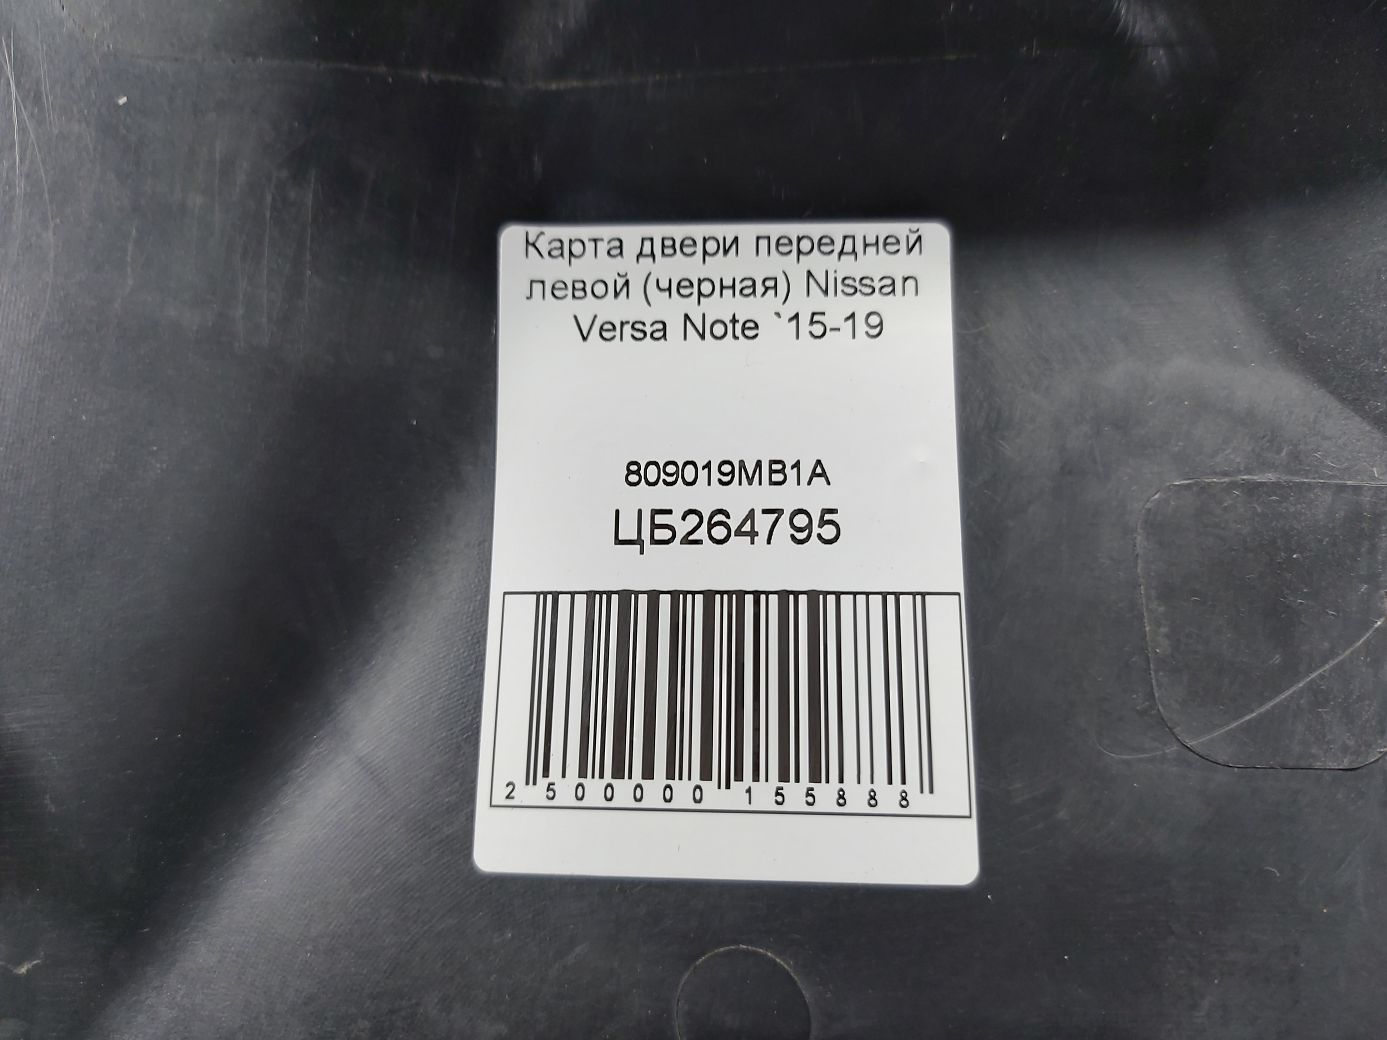 Карта двери передней
левой (черная) Nissan
Versa Note `15-19
809019MB1A
ЦБ264795
2 500000 155888